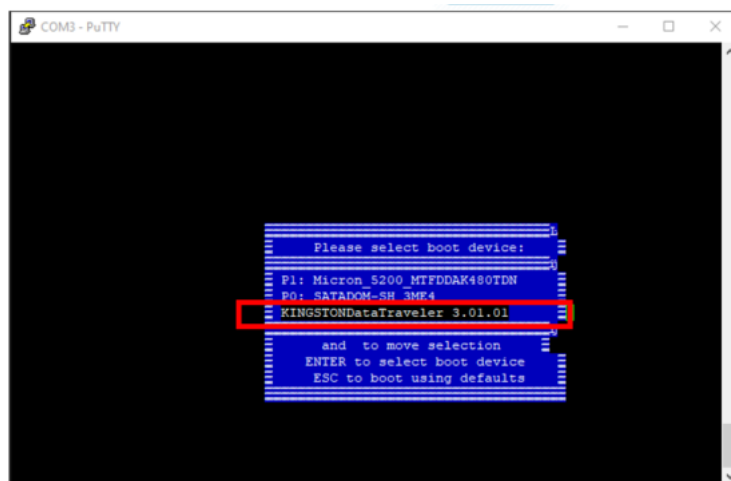 COM3 - PuTTY
Please select boot device:
P1: Micron_5200_MTFDDAK480TDN
P0: SATADOM-SH 3ME4
KINGSTONDataTraveler 3.01.01
and to move selection
ENTER to select boot device
ESC to boot using defaults